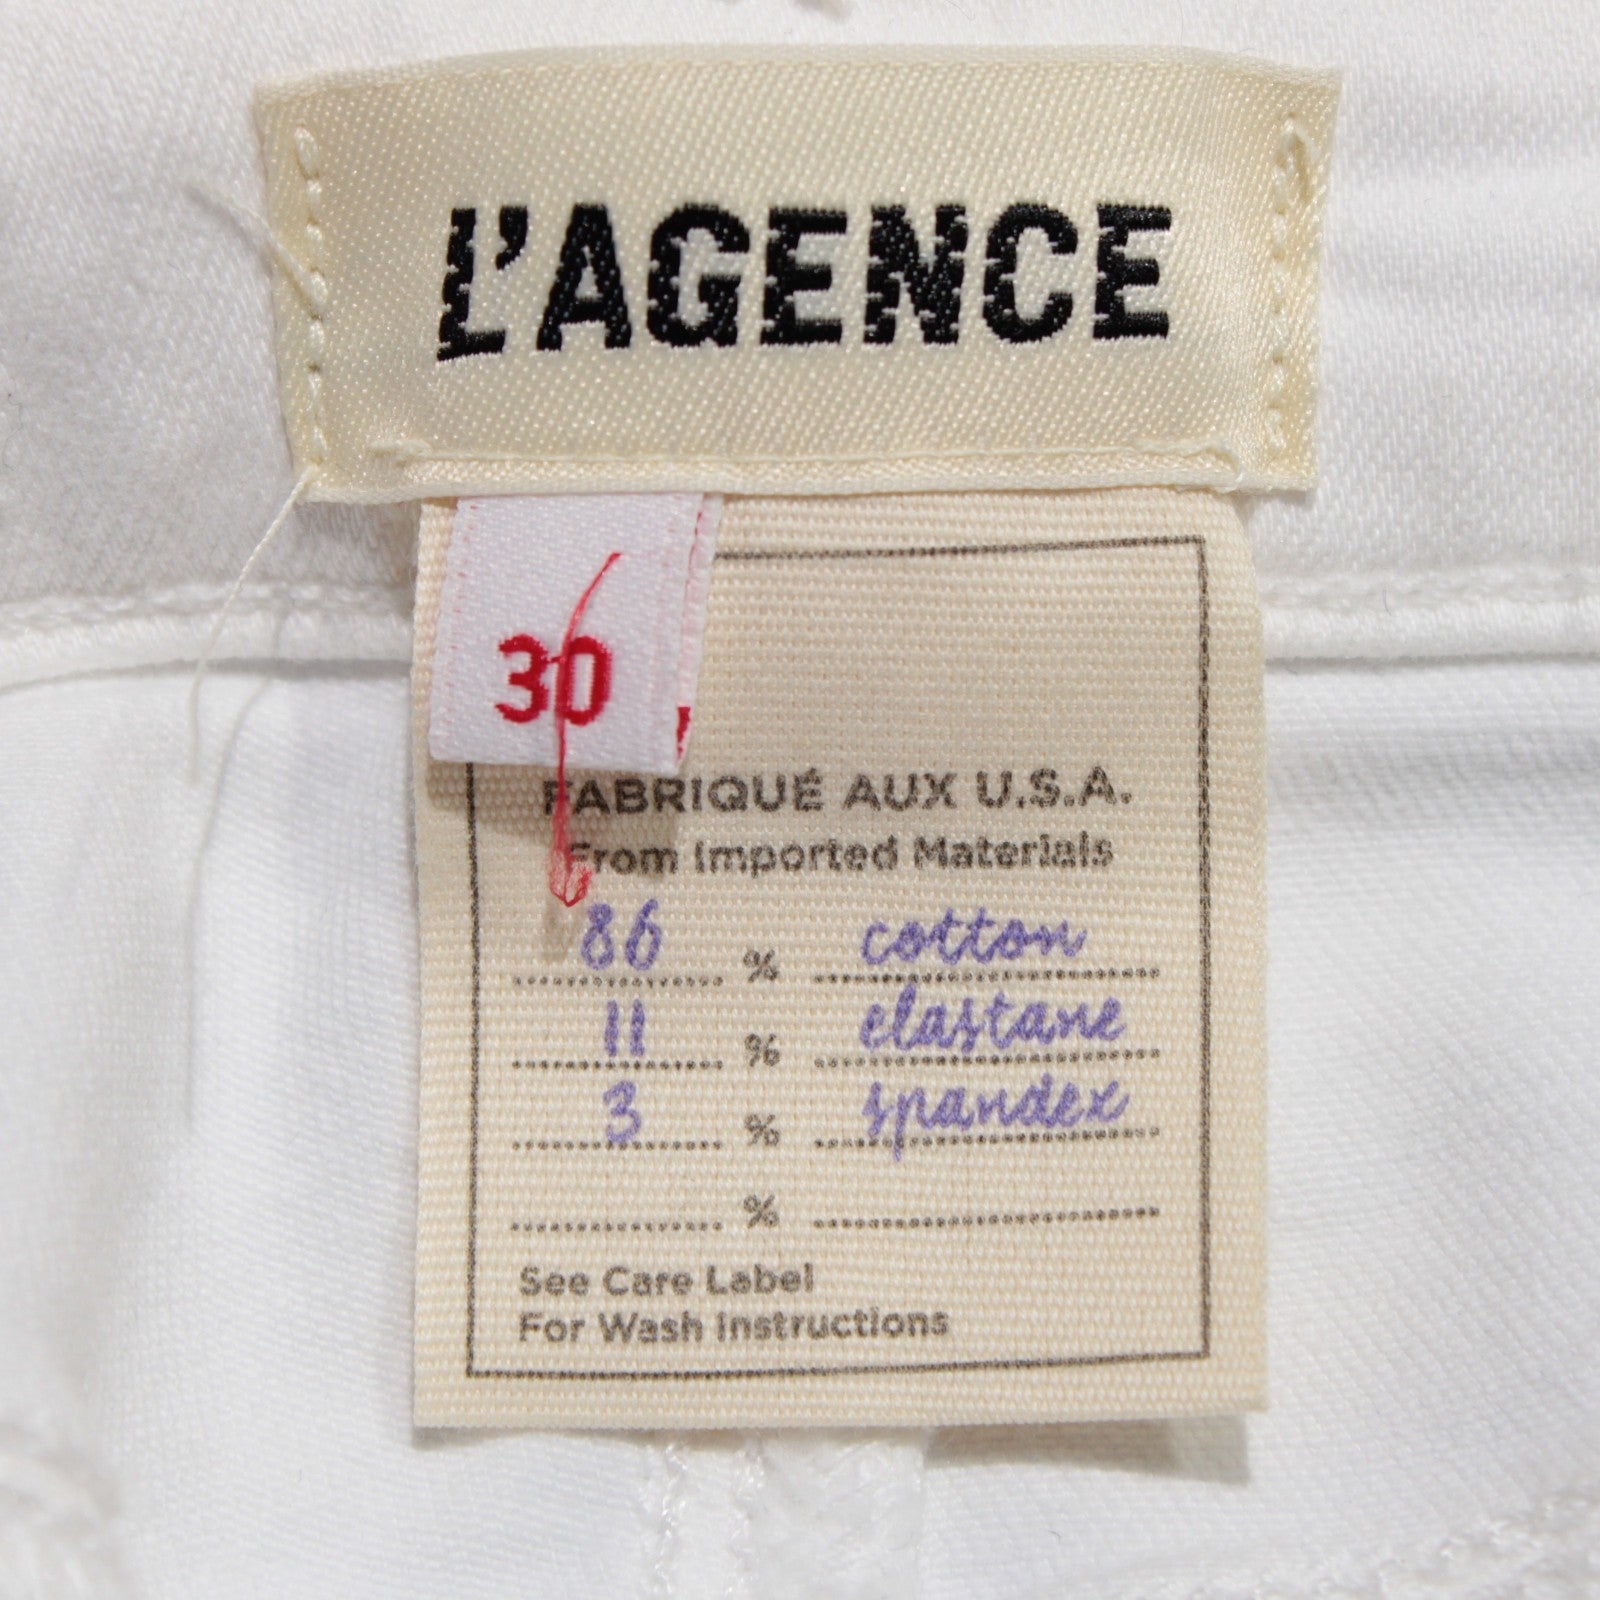 L'AGENCE
30
FABRIQUÉ AUX U.S.A.
From Imported Materials
86 % cotton
11 % elastane
3 % spandex
%
See Care Label
For Wash Instructions